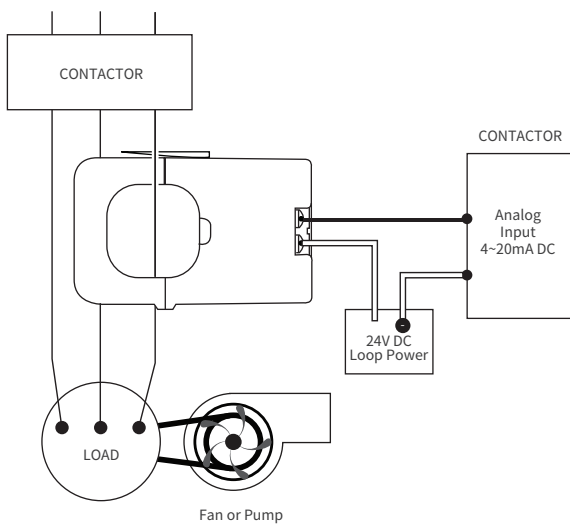 CONTACTOR
CONTACTOR
Analog
Input
4~20mA DC
24V DC
Loop Power
LOAD
Fan or Pump